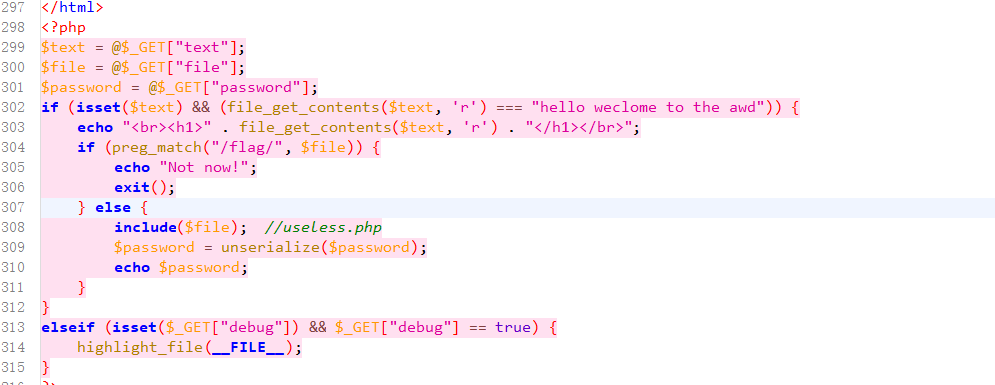 297 </html>
298 <?php
299 $text = @$_GET["text"];
300 $file = @$_GET["file"];
301 $password = @$_GET["password"];
302 if (isset($text) && (file_get_contents($text, 'r') === "hello weclome to the awd")) {
303     echo "<br><h1>" . file_get_contents($text, 'r') . "</h1></br>";
304     if (preg_match("/flag/", $file)) {
305         echo "Not now!";
306         exit();
307     } else {
308         include($file);  //useless.php
309         $password = unserialize($password);
310         echo $password;
311     }
312 }
313 elseif (isset($_GET["debug"]) && $_GET["debug"] == true) {
314     highlight_file(__FILE__);
315 }